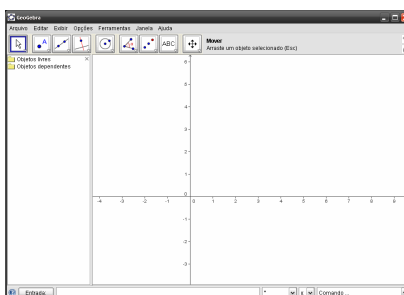 GeoGebra
Arquivo Editar Exibir Opções Ferramentas Janela Ajuda
A
ABC
Mover
Arraste um objeto selecionado (Esc)
Objetos livres
Objetos dependentes
6
5
4
3
2
1
0
-4 -3 -2 -1 0 1 2 3 4 5 6 7 8 9
-1
-2
-3
Entrada:
Comando ...